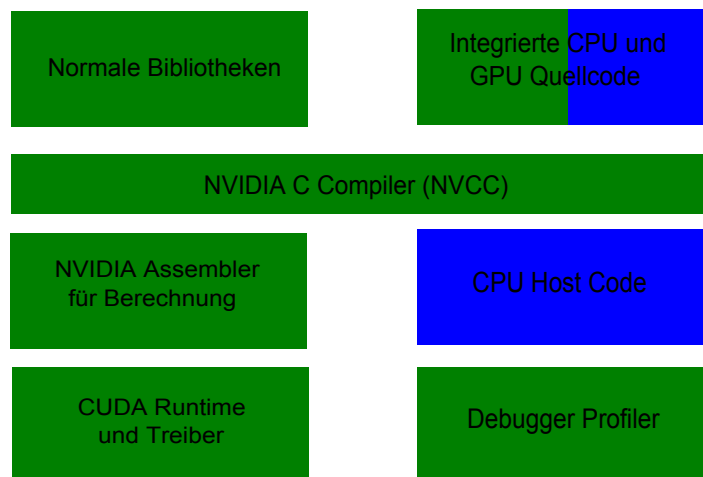 Normale Bibliotheken
Integrierte CPU und
GPU Quellcode
NVIDIA C Compiler (NVCC)
NVIDIA Assembler
für Berechnung
CPU Host Code
CUDA Runtime
und Treiber
Debugger Profiler